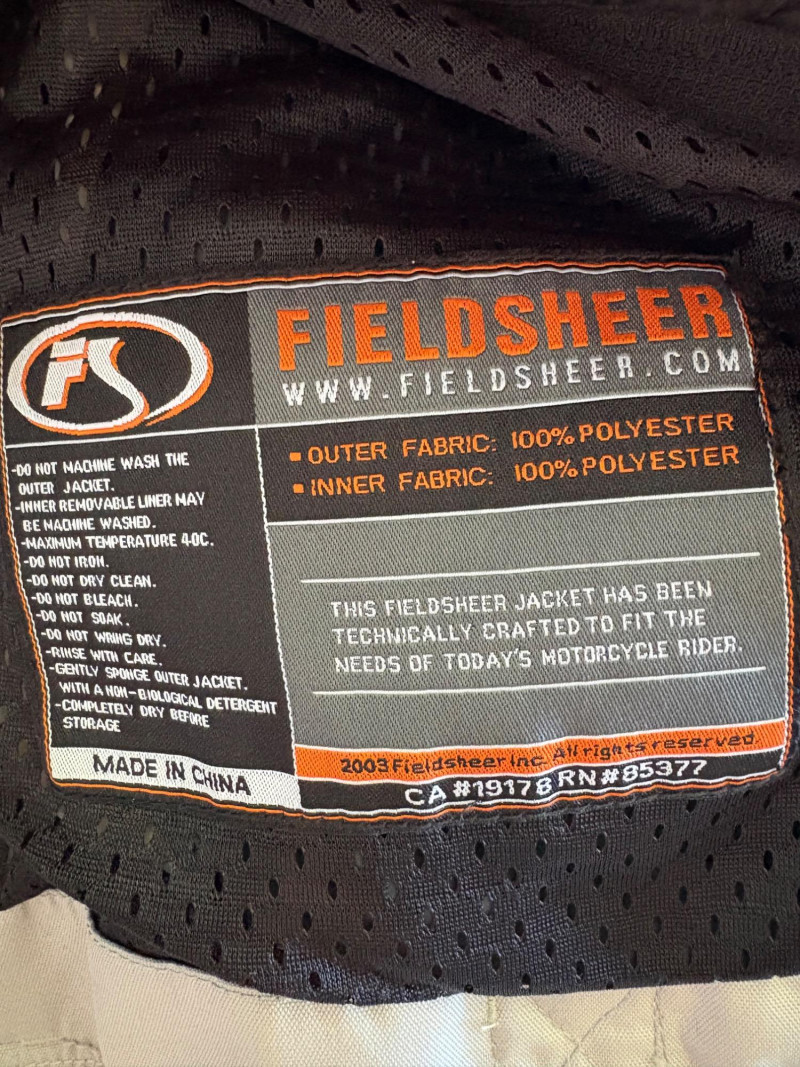 FS
FIELDSHEER
WWW.FIELDSHEER.COM
-DO NOT MACHINE WASH THE
OUTER JACKET.
-INNER REMOVABLE LINER MAY
BE MACHINE WASHED.
-MAXIMUM TEMPERATURE 40C.
-DO NOT IRON.
-DO NOT DRY CLEAN.
-DO NOT BLEACH.
-DO NOT SOAK.
-DO NOT WRING DRY.
-RINSE WITH CARE.
-GENTLY SPONGE OUTER JACKET.
WITH A NON-BIOLOGICAL DETERGENT
-COMPLETELY DRY BEFORE
STORAGE
MADE IN CHINA
▪ OUTER FABRIC: 100% POLYESTER
▪ INNER FABRIC: 100% POLYESTER
THIS FIELDSHEER JACKET HAS BEEN
TECHNICALLY CRAFTED TO FIT THE
NEEDS OF TODAY'S MOTORCYCLE RIDER.
2003 Fieldsheer Inc. All rights reserved.
CA #19178 RN #85377